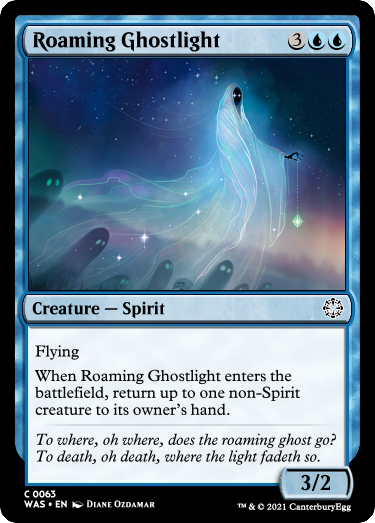 Roaming Ghostlight 3
Creature — Spirit
Flying
When Roaming Ghostlight enters the
battlefield, return up to one non-Spirit
creature to its owner's hand.
To where, oh where, does the roaming ghost go?
To death, oh death, where the light fadeth so.
3/2
C 0063
WAS • EN Diane Ozdamar
™ & © 2021 CanterburyEgg